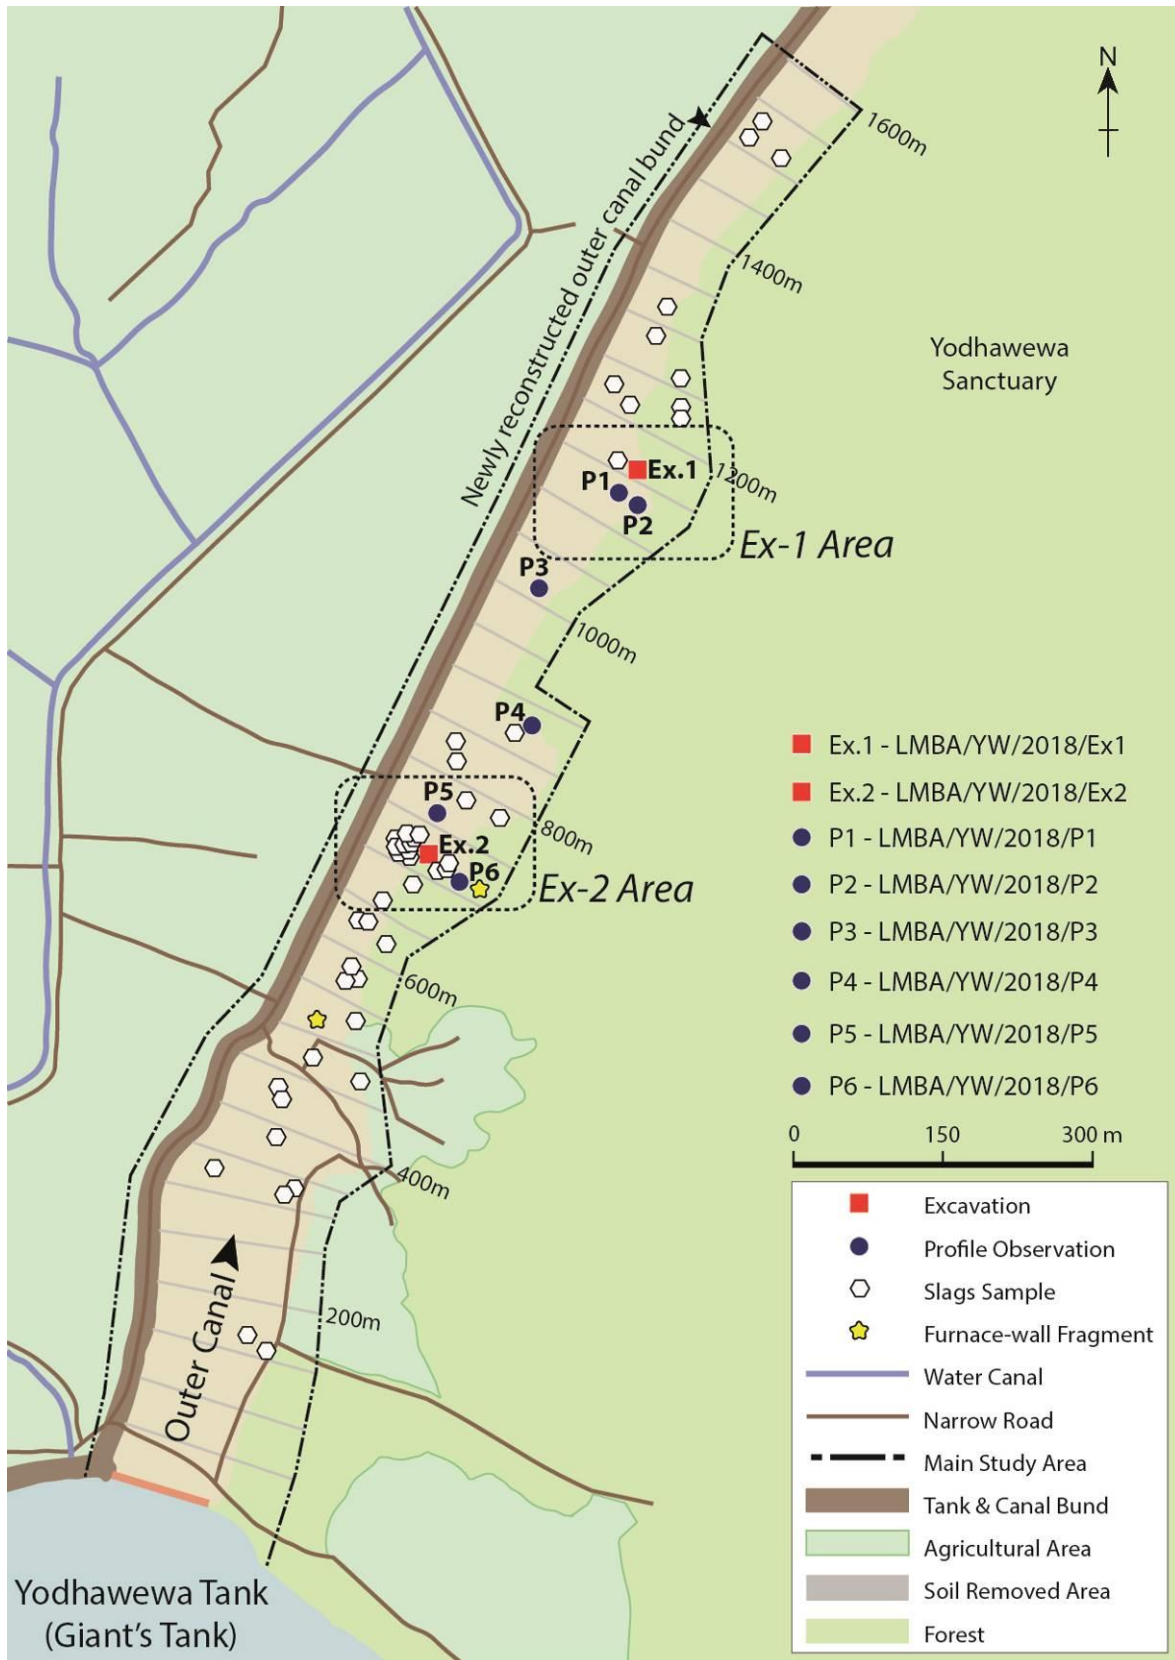 N
1600m
Newly reconstructed outer canal bund
1400m
Yodhawewa
Sanctuary
Ex.1
1200m
P1
P2
Ex-1 Area
P3
1000m
P4
Ex.1 - LMBA/YW/2018/Ex1
Ex.2 - LMBA/YW/2018/Ex2
P1 - LMBA/YW/2018/P1
P2 - LMBA/YW/2018/P2
P3 - LMBA/YW/2018/P3
P4 - LMBA/YW/2018/P4
P5 - LMBA/YW/2018/P5
P6 - LMBA/YW/2018/P6
P5
800m
Ex.2
P6
Ex-2 Area
600m
0 150 300 m
400m
200m
Outer Canal
Excavation
Profile Observation
Slags Sample
Furnace-wall Fragment
Water Canal
Narrow Road
Main Study Area
Tank & Canal Bund
Agricultural Area
Soil Removed Area
Forest
Yodhawewa Tank
(Giant's Tank)